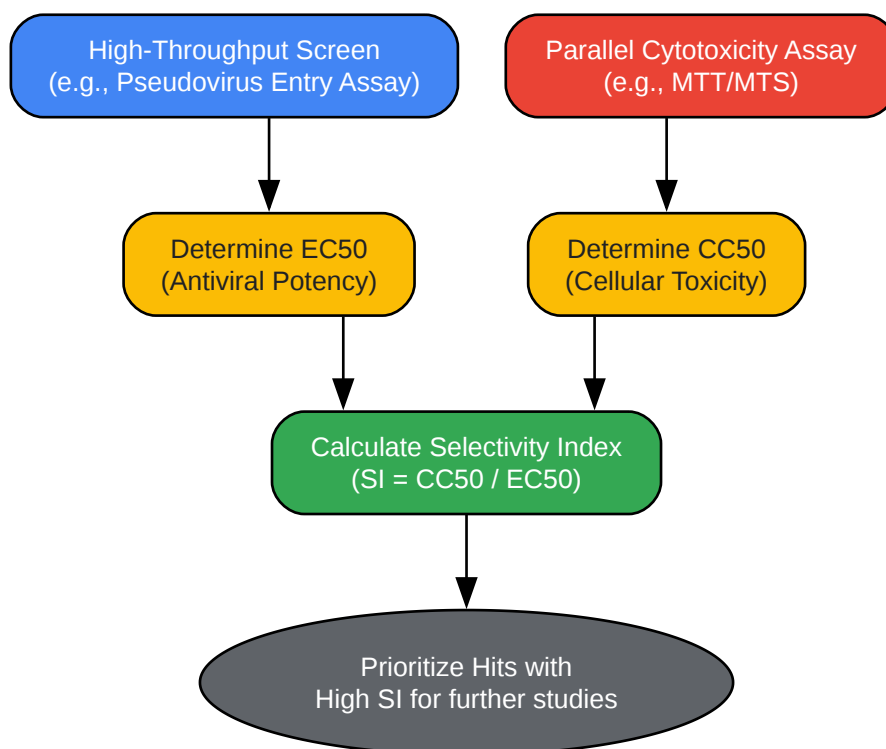 High-Throughput Screen
(e.g., Pseudovirus Entry Assay)
Parallel Cytotoxicity Assay
(e.g., MTT/MTS)
Determine EC50
(Antiviral Potency)
Determine CC50
(Cellular Toxicity)
Calculate Selectivity Index
(SI = CC50 / EC50)
Prioritize Hits with
High SI for further studies